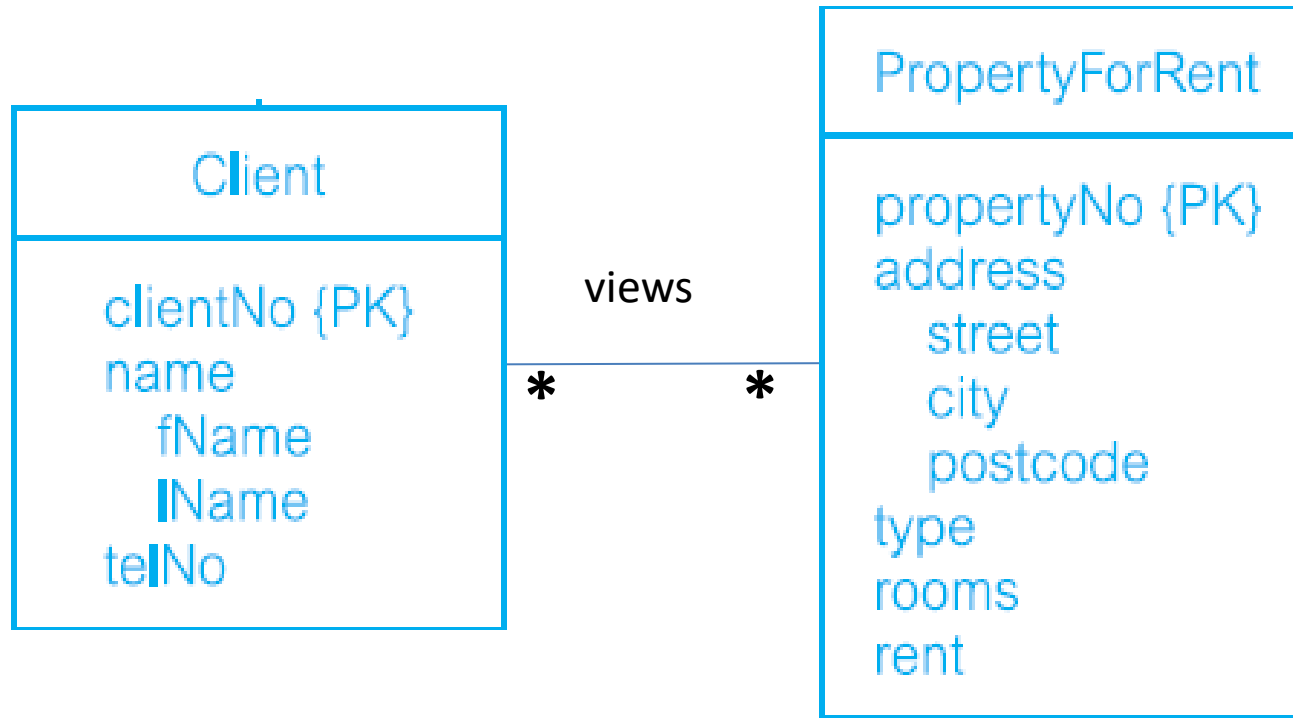 Client
clientNo {PK}
name
fName
lName
telNo
views
*
*
PropertyForRent
propertyNo {PK}
address
street
city
postcode
type
rooms
rent